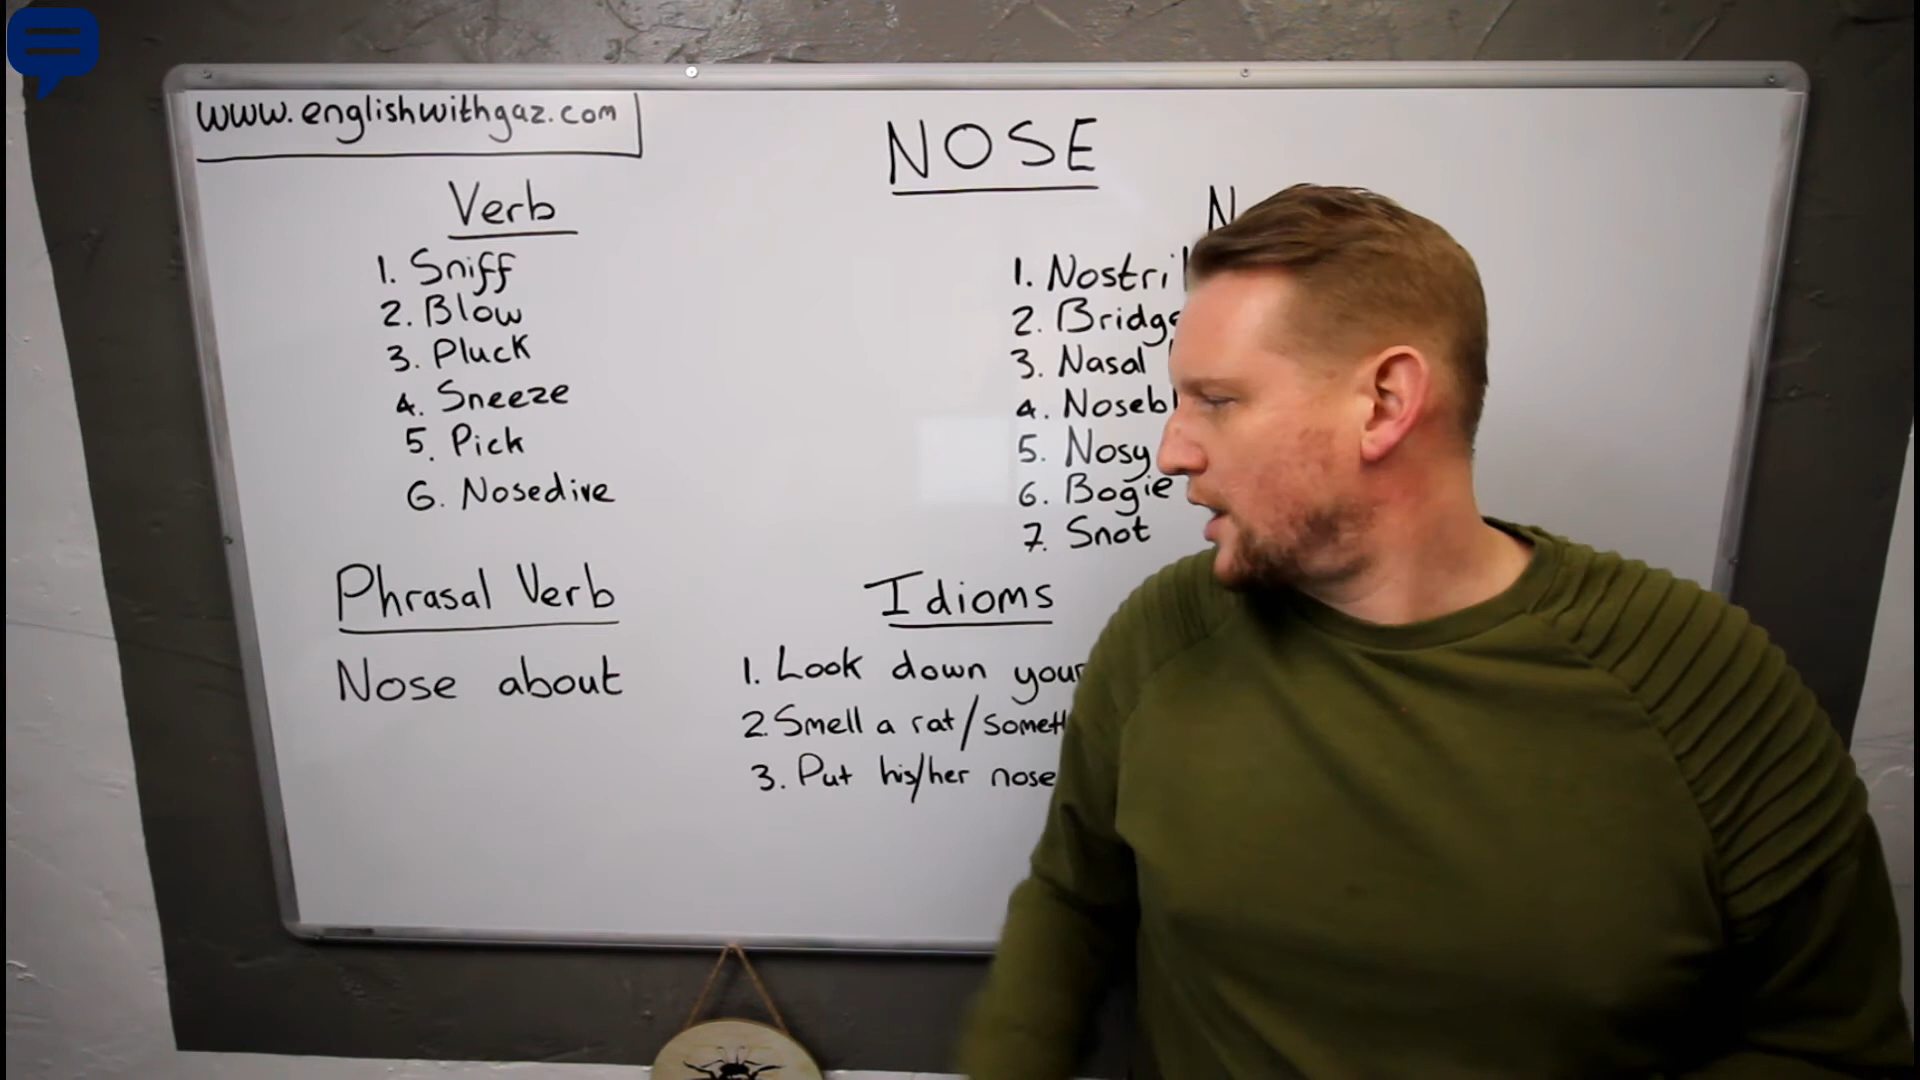 www.englishwithgaz.com
NOSE
Verb
1. Sniff
2. Blow
3. Pluck
4. Sneeze
5. Pick
6. Nosedive
1. Nostri
2. Bridge
3. Nasal
4. Nosebl
5. Nosy
6. Bogie
7. Snot
Phrasal Verb
Nose about
Idioms
1. Look down your
2. Smell a rat/someth
3. Put his/her nose